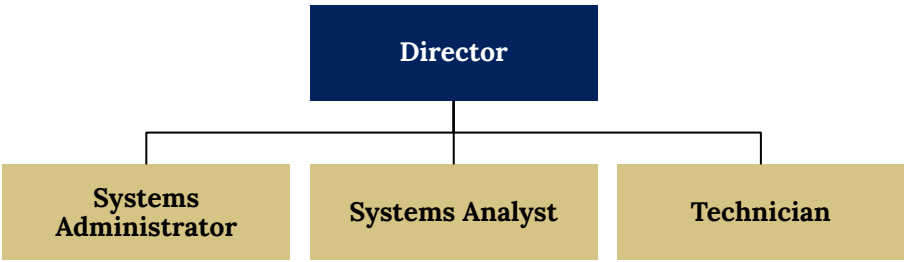 Director
Systems
Administrator
Systems Analyst
Technician